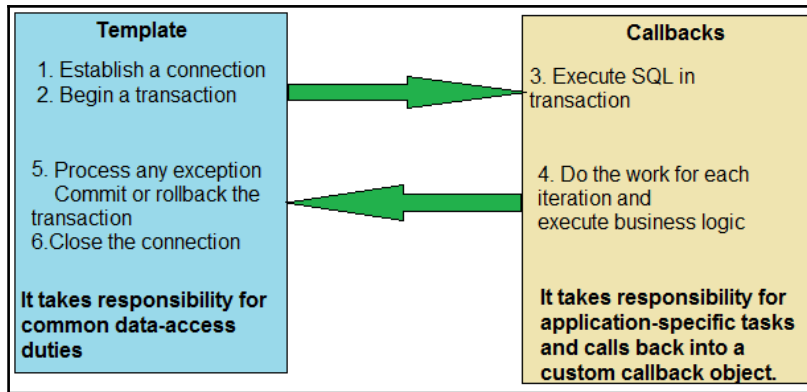 Template
1. Establish a connection
2. Begin a transaction
5. Process any exception
Commit or rollback the
transaction
6.Close the connection
It takes responsibility for
common data-access
duties
Callbacks
3. Execute SQL in
transaction
4. Do the work for each
iteration and
execute business logic
It takes responsibility for
application-specific tasks
and calls back into a
custom callback object.